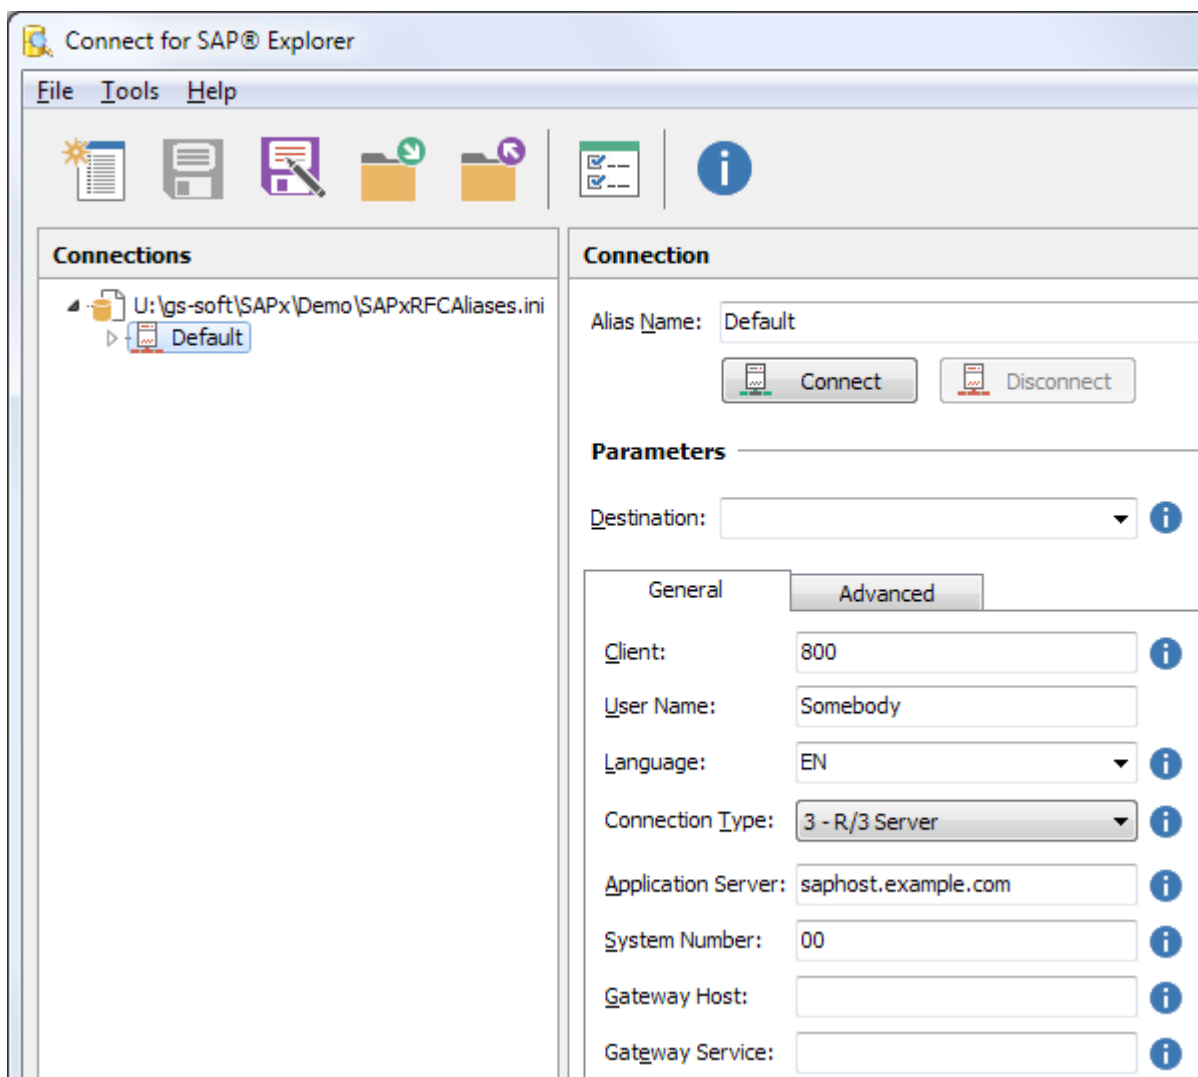 Connect for SAP® Explorer
File Tools Help
Connections
U:\gs-soft\SAPx\Demo\SAPxRFCAliases.ini
Default
Connection
Alias Name: Default
Connect Disconnect
Parameters
Destination:
General Advanced
Client: 800
User Name: Somebody
Language: EN
Connection Type: 3 - R/3 Server
Application Server: saphost.example.com
System Number: 00
Gateway Host:
Gateway Service: